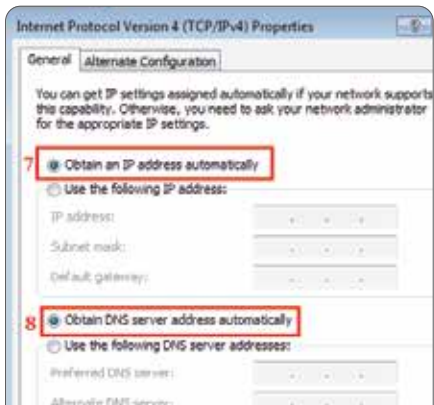 Internet Protocol Version 4 (TCP/IPv4) Properties
General Alternate Configuration
You can get IP settings assigned automatically if your network supports
this capability. Otherwise, you need to ask your network administrator
for the appropriate IP settings.
7 Obtain an IP address automatically
Use the following IP address:
IP address:
Subnet mask:
Default gateway:
8 Obtain DNS server address automatically
Use the following DNS server addresses:
Preferred DNS server:
Alternate DNS server: